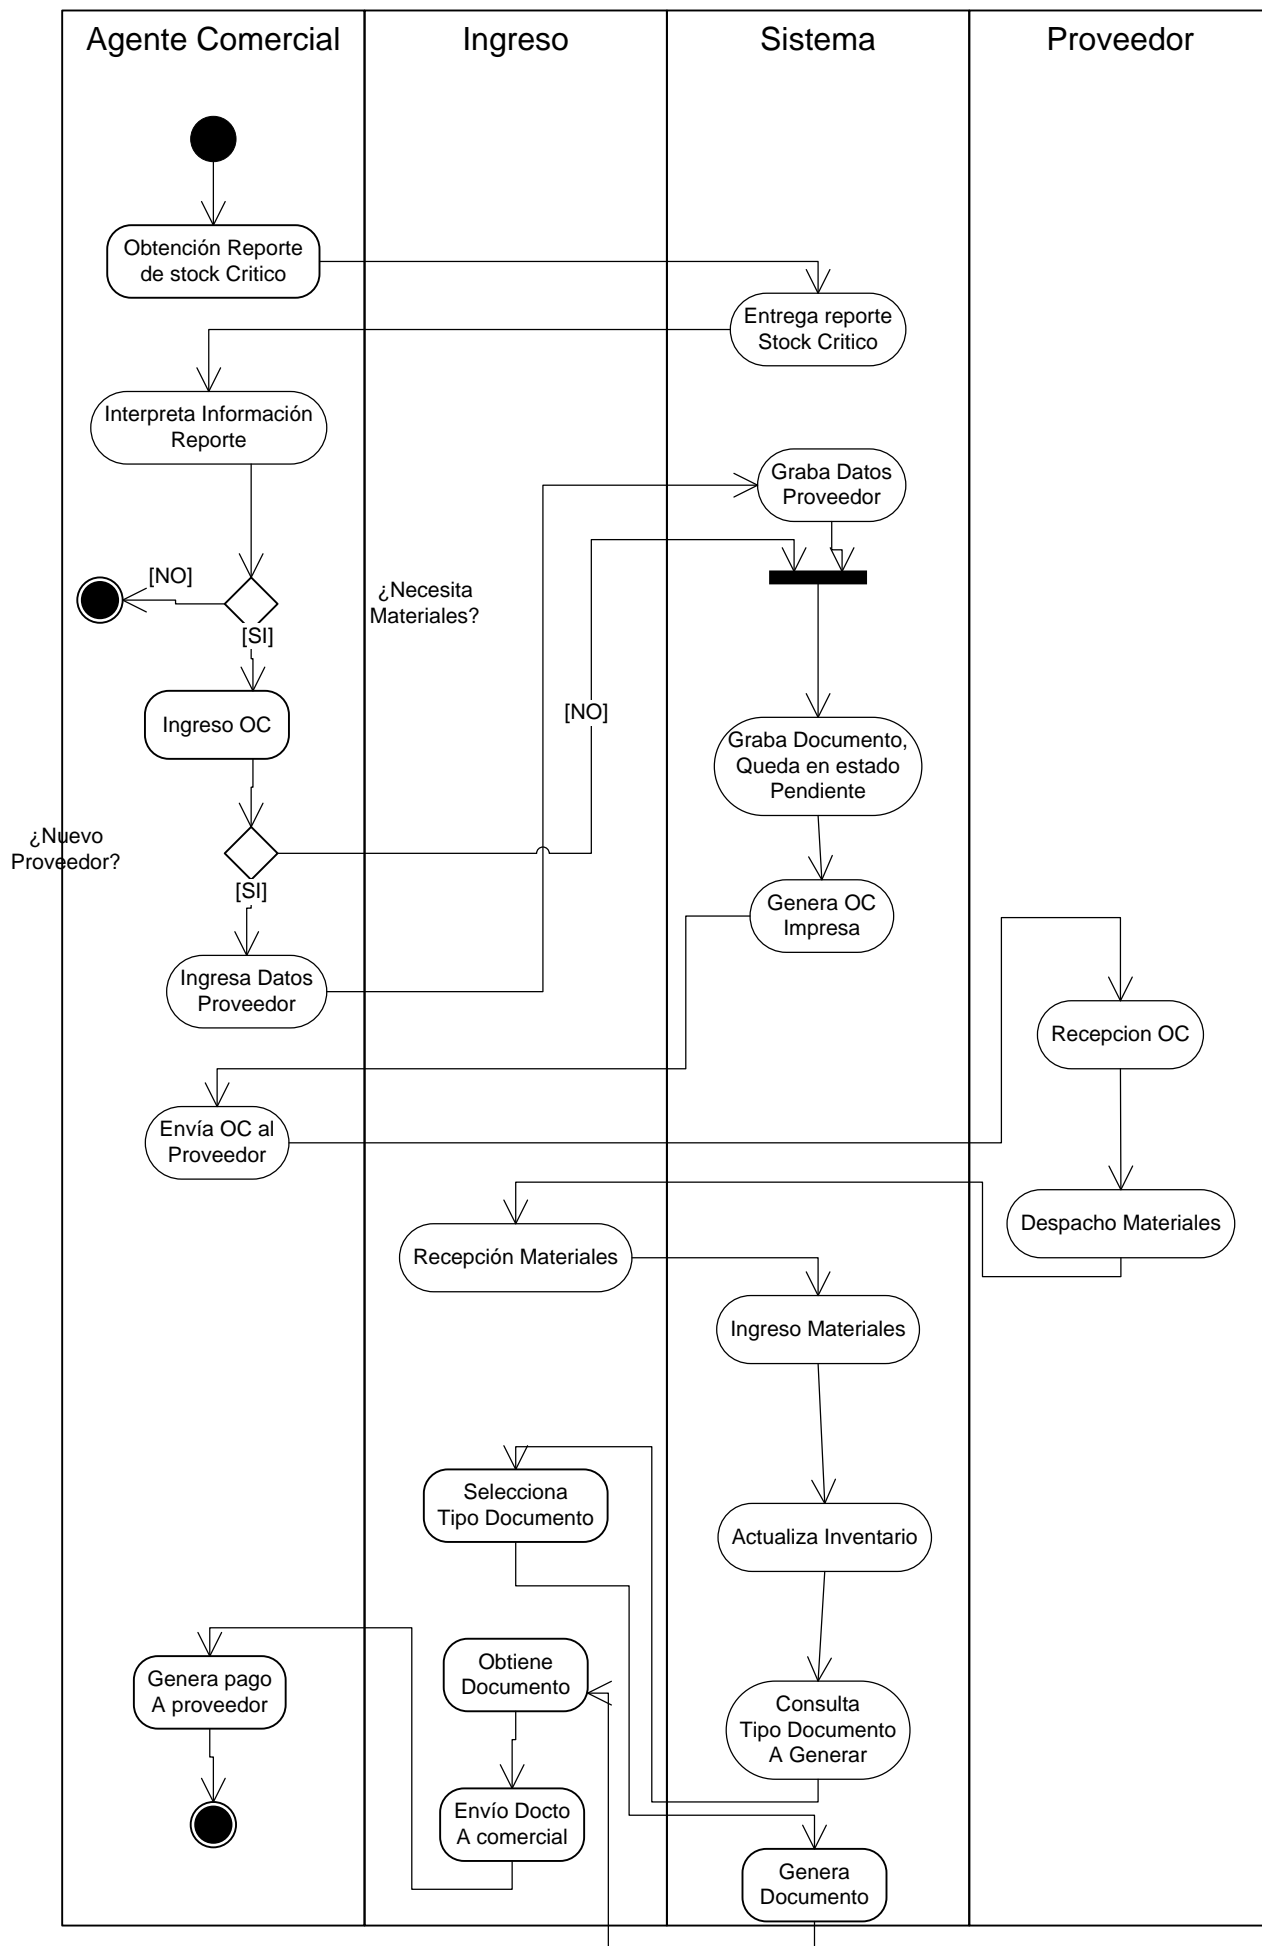 Agente Comercial
Ingreso
Sistema
Proveedor
Obtención Reporte
de stock Critico
Entrega reporte
Stock Critico
Interpreta Información
Reporte
Graba Datos
Proveedor
[NO]
¿Necesita
Materiales?
[SI]
Ingreso OC
[NO]
Graba Documento,
Queda en estado
Pendiente
¿Nuevo
Proveedor?
[SI]
Genera OC
Impresa
Ingresa Datos
Proveedor
Recepcion OC
Envía OC al
Proveedor
Despacho Materiales
Recepción Materiales
Ingreso Materiales
Selecciona
Tipo Documento
Actualiza Inventario
Obtiene
Documento
Genera pago
A proveedor
Consulta
Tipo Documento
A Generar
Envío Docto
A comercial
Genera
Documento